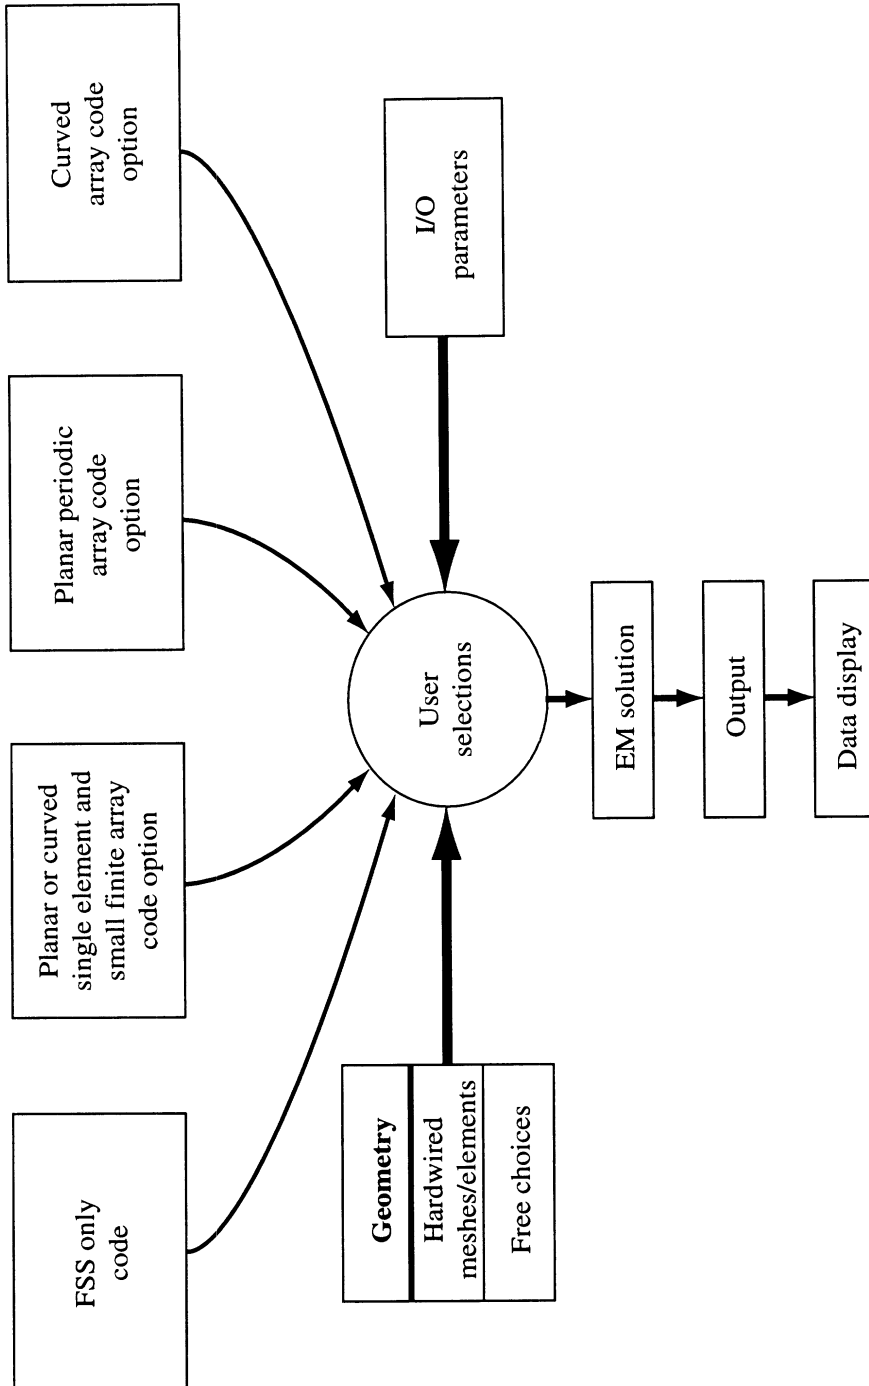 FSS only
code
Planar or curved
single element and
small finite array
code option
Planar periodic
array code
option
Curved
array code
option
Geometry
Hardwired
meshes/elements
Free choices
User
selections
I/O
parameters
EM solution
Output
Data display